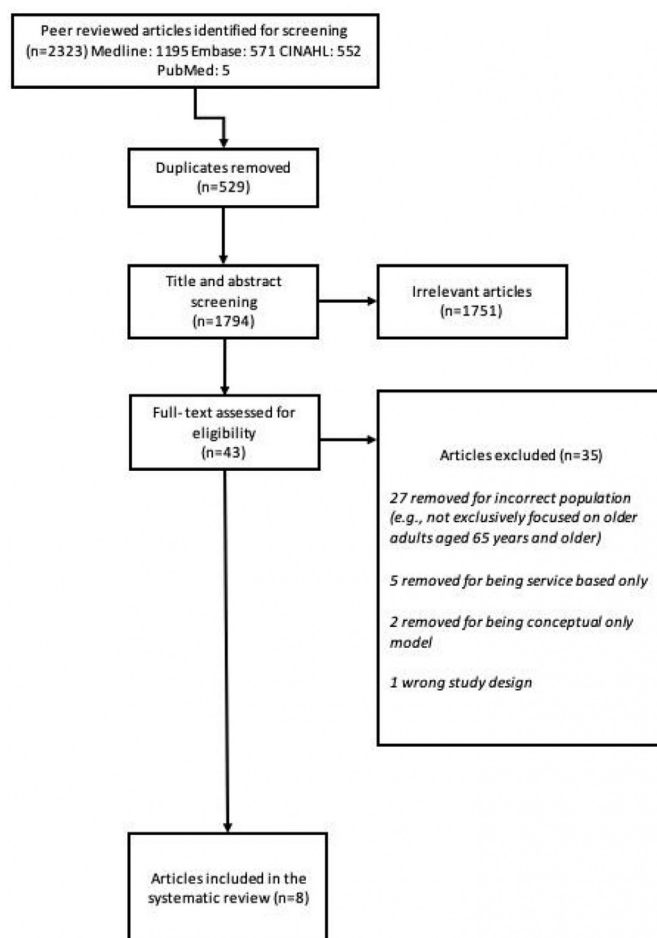 Peer reviewed articles identified for screening
(n=2323) Medline: 1195 Embase: 571 CINAHL: 552
PubMed: 5
Duplicates removed
(n=529)
Title and abstract
screening
(n=1794)
Irrelevant articles
(n=1751)
Full- text assessed for
eligibility
(n=43)
Articles excluded (n=35)
27 removed for incorrect population
(e.g., not exclusively focused on older
adults aged 65 years and older)
5 removed for being service based only
2 removed for being conceptual only
model
1 wrong study design
Articles included in the
systematic review (n=8)